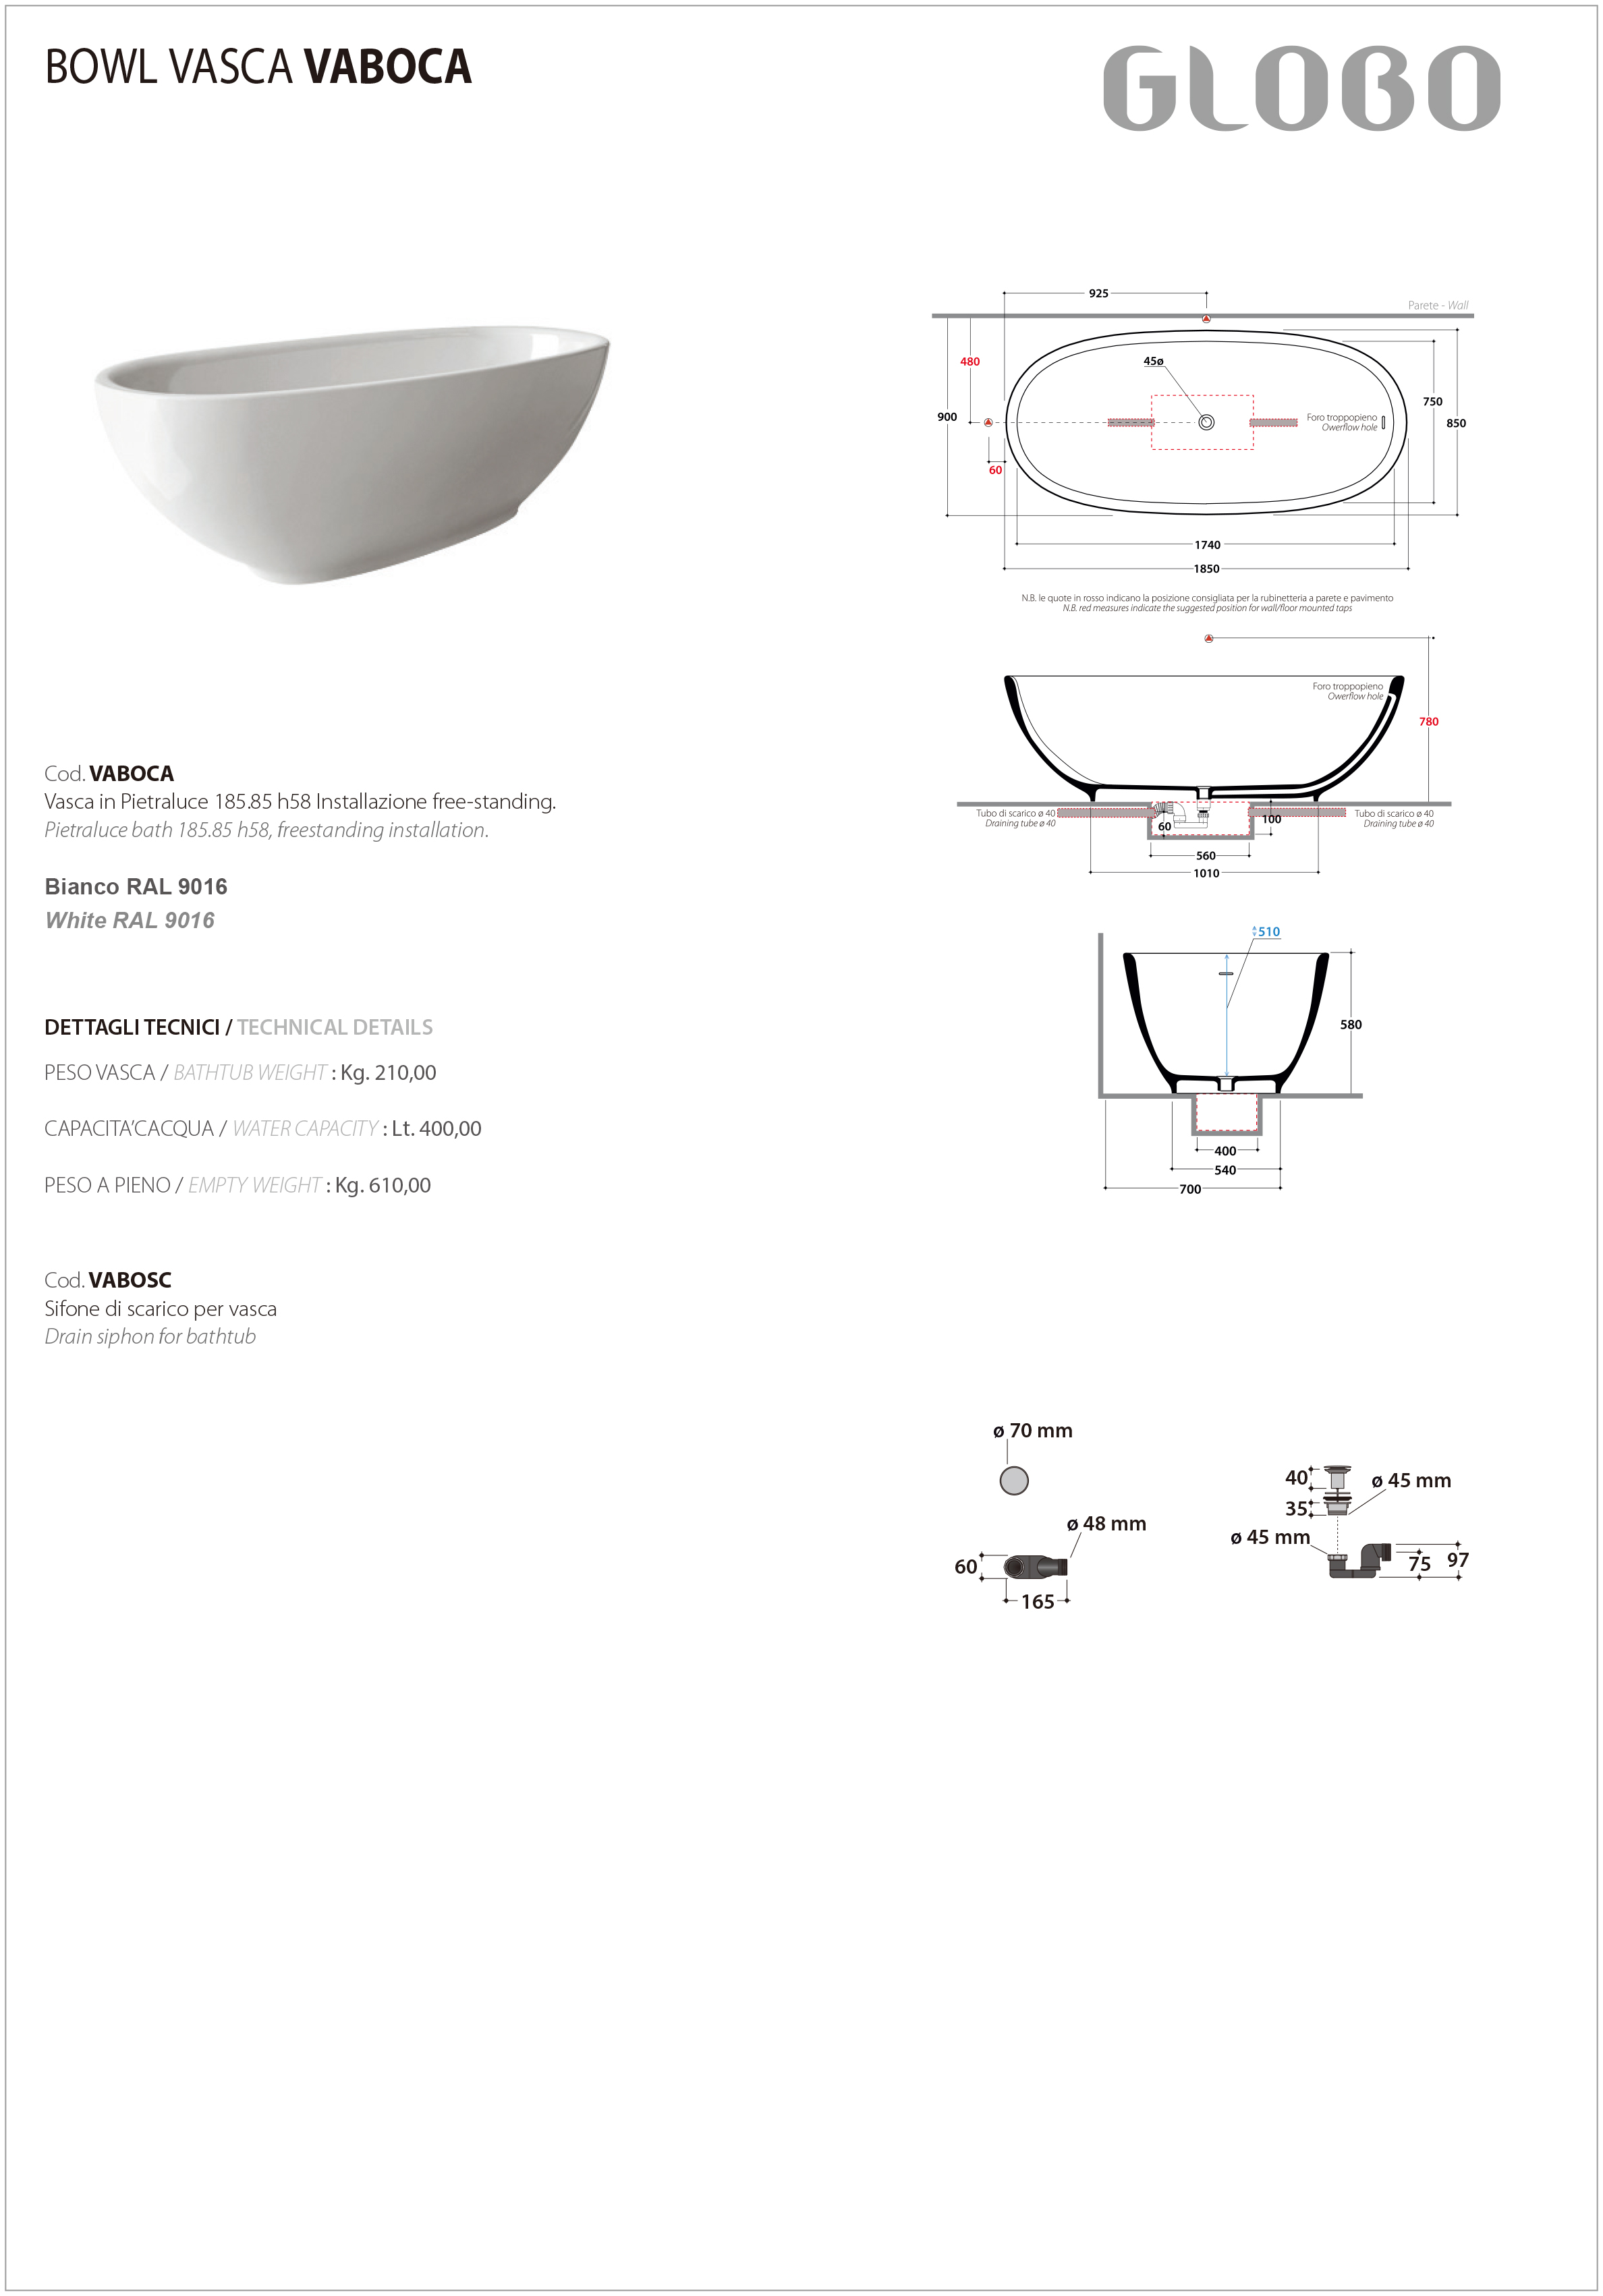 BOWL VASCA VABOCA
GLOBO
925
Parete - Wall
480
45ø
900
750
Foro troppopieno
Owerflow hole
850
60
1740
1850
N.B. le quote in rosso indicano la posizione consigliata per la rubinetteria a parete e pavimento
N.B. red measures indicate the suggested position for wall/floor mounted taps
Foro troppopieno
Owerflow hole
780
Tubo di scarico ø 40
Draining tube ø 40
60
100
Tubo di scarico ø 40
Draining tube ø 40
560
1010
Cod. VABOCA
Vasca in Pietraluce 185.85 h58 Installazione free-standing.
Pietraluce bath 185.85 h58, freestanding installation.
Bianco RAL 9016
White RAL 9016
510
580
400
540
700
DETTAGLI TECNICI / TECHNICAL DETAILS
PESO VASCA / BATHTUB WEIGHT : Kg. 210,00
CAPACITA'CACQUA / WATER CAPACITY : Lt. 400,00
PESO A PIENO / EMPTY WEIGHT : Kg. 610,00
Cod. VABOSC
Sifone di scarico per vasca
Drain siphon for bathtub
ø 70 mm
ø 48 mm
60
165
40
ø 45 mm
35
ø 45 mm
75
97